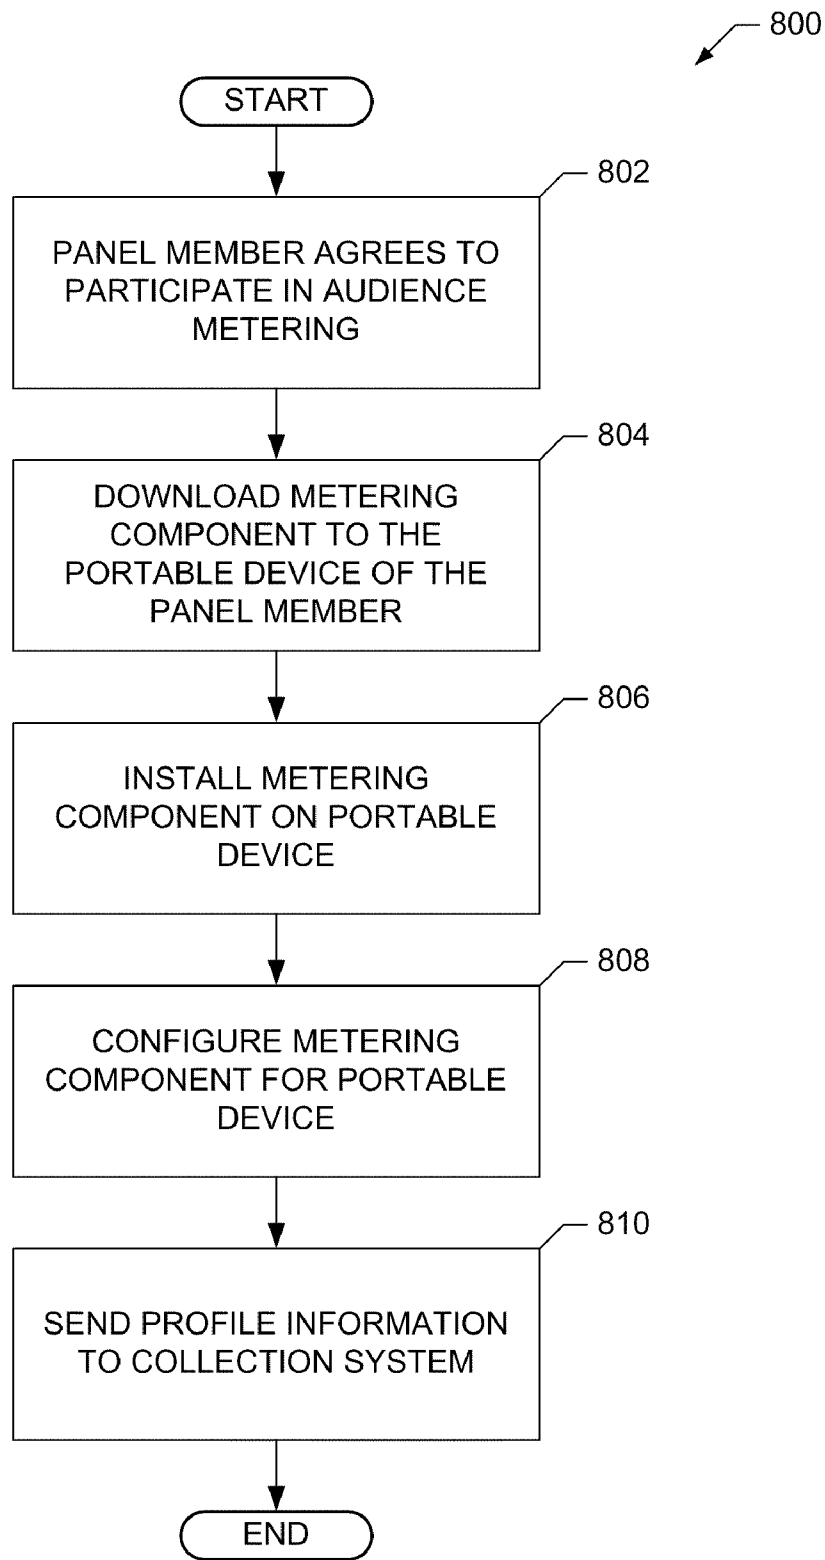 800
START
802
PANEL MEMBER AGREES TO
PARTICIPATE IN AUDIENCE
METERING
804
DOWNLOAD METERING
COMPONENT TO THE
PORTABLE DEVICE OF THE
PANEL MEMBER
806
INSTALL METERING
COMPONENT ON PORTABLE
DEVICE
808
CONFIGURE METERING
COMPONENT FOR PORTABLE
DEVICE
810
SEND PROFILE INFORMATION
TO COLLECTION SYSTEM
END